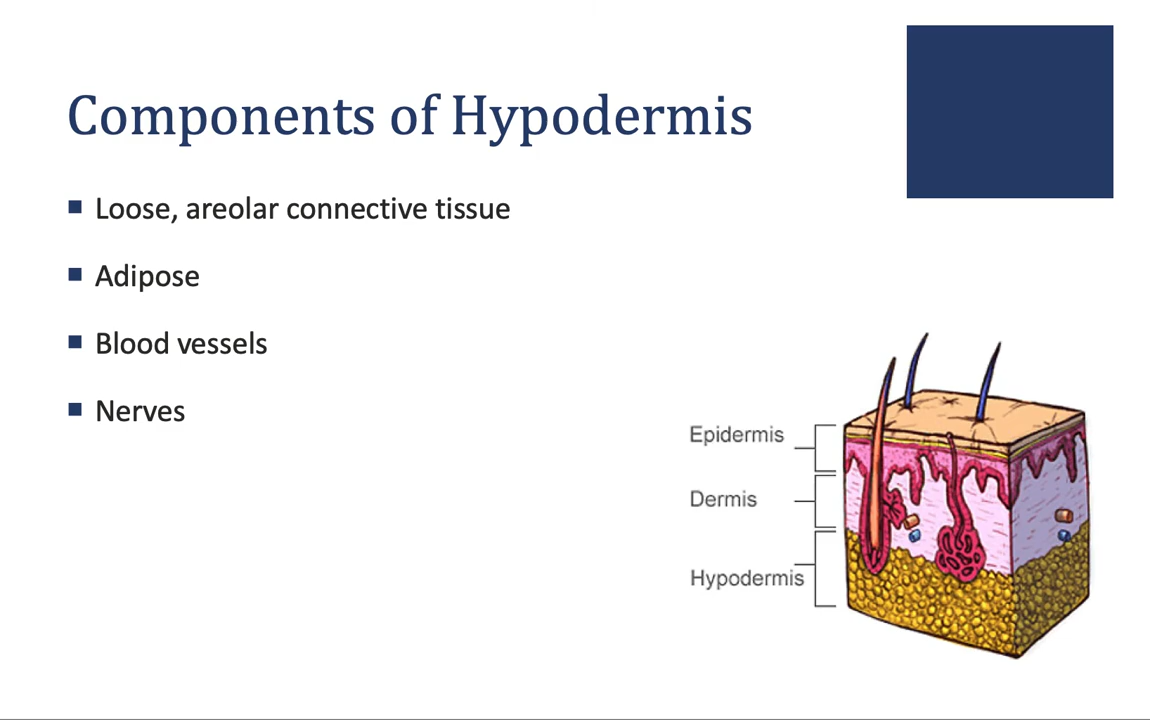 Components of Hypodermis
Loose, areolar connective tissue
Adipose
Blood vessels
Nerves
Epidermis
Dermis
Hypodermis